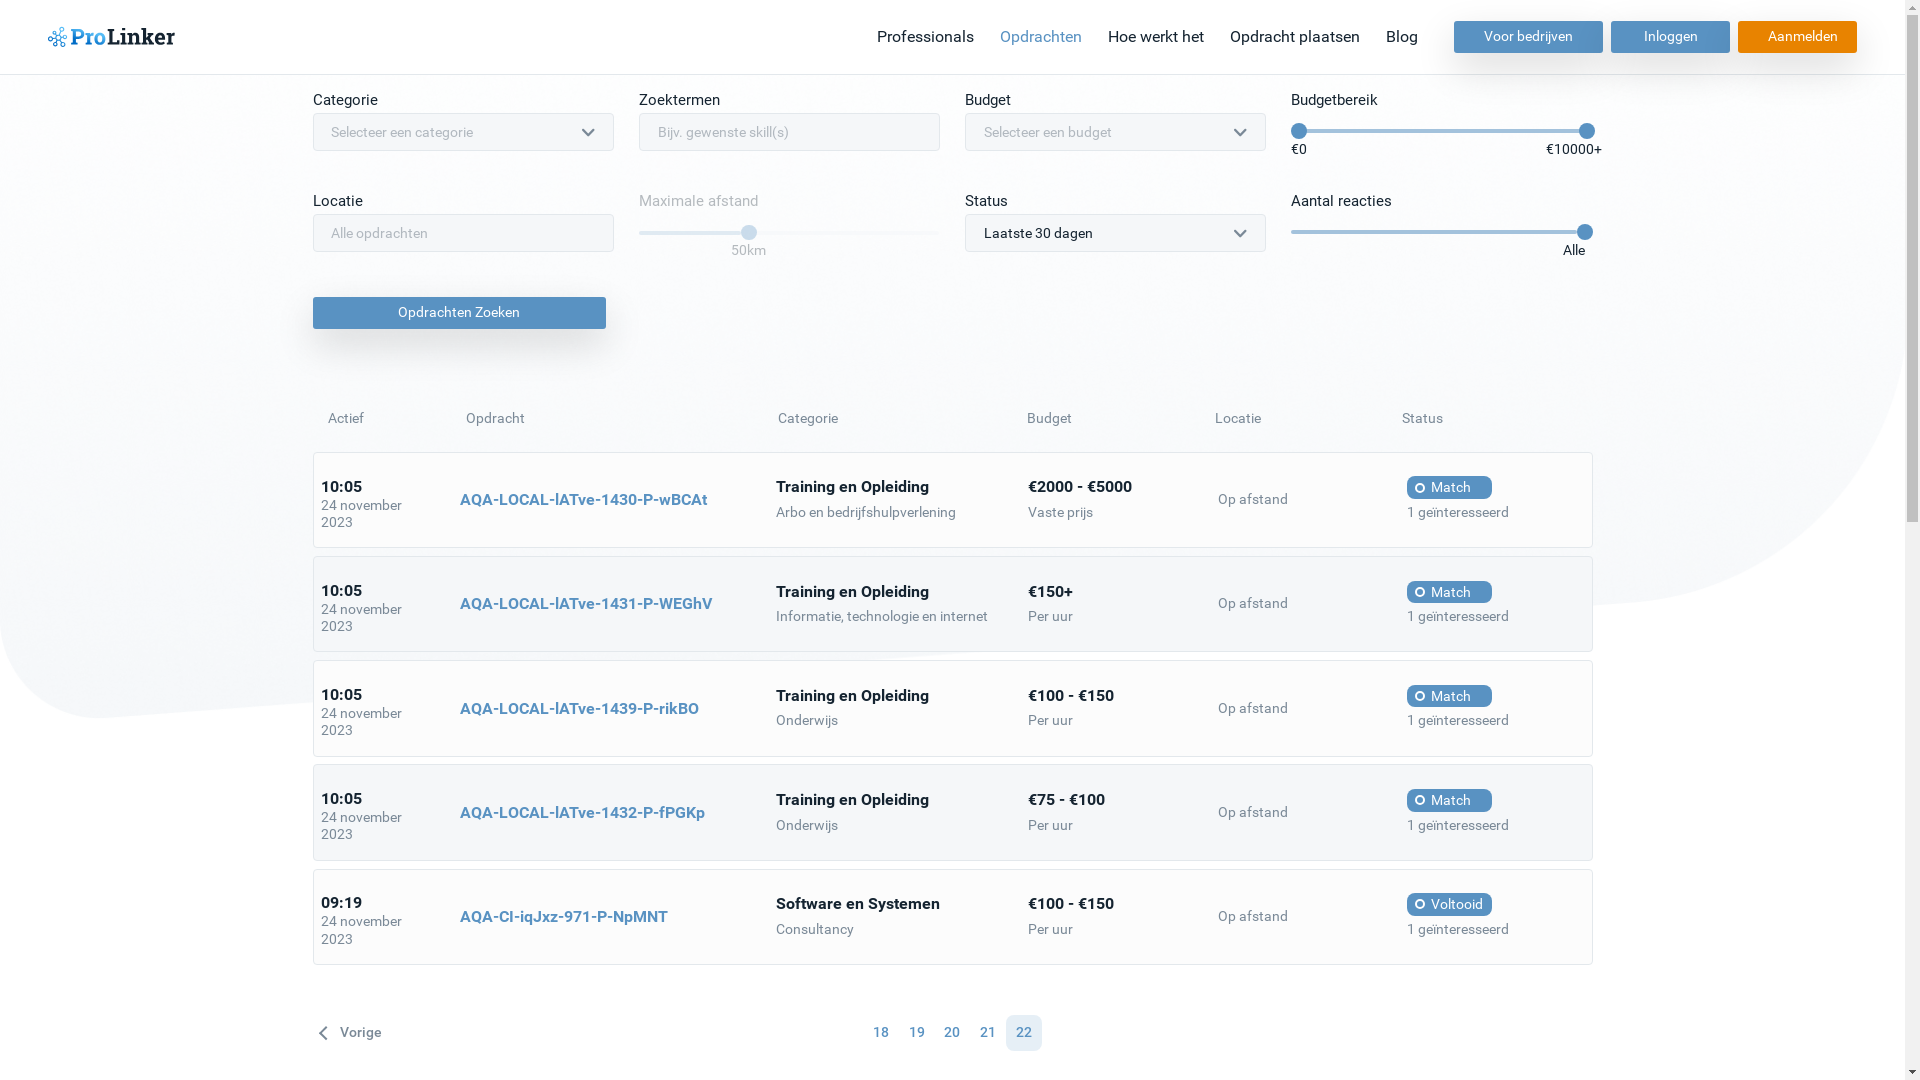 ProLinker Professionals Opdrachten Hoe werkt het Opdracht plaatsen Blog Voor bedrijven Inloggen Aanmelden
Categorie Zoektermen Budget Budgetbereik
Selecteer een categorie Bijv. gewenste skill(s) Selecteer een budget
€0 €10000+
Locatie Maximale afstand Status Aantal reacties
Alle opdrachten Laatste 30 dagen
50km Alle
Opdrachten Zoeken
Actief Opdracht Categorie Budget Locatie Status
10:05
24 november
2023
AQA-LOCAL-lATve-1430-P-wBCAt
Training en Opleiding
Arbo en bedrijfshulpverlening
€2000 - €5000
Vaste prijs
Op afstand
Match
1 geïnteresseerd
10:05
24 november
2023
AQA-LOCAL-lATve-1431-P-WEGhV
Training en Opleiding
Informatie, technologie en internet
€150+
Per uur
Op afstand
Match
1 geïnteresseerd
10:05
24 november
2023
AQA-LOCAL-lATve-1439-P-rikBO
Training en Opleiding
Onderwijs
€100 - €150
Per uur
Op afstand
Match
1 geïnteresseerd
10:05
24 november
2023
AQA-LOCAL-lATve-1432-P-fPGKp
Training en Opleiding
Onderwijs
€75 - €100
Per uur
Op afstand
Match
1 geïnteresseerd
09:19
24 november
2023
AQA-CI-iqJxz-971-P-NpMNT
Software en Systemen
Consultancy
€100 - €150
Per uur
Op afstand
Voltooid
1 geïnteresseerd
Vorige 18 19 20 21 22